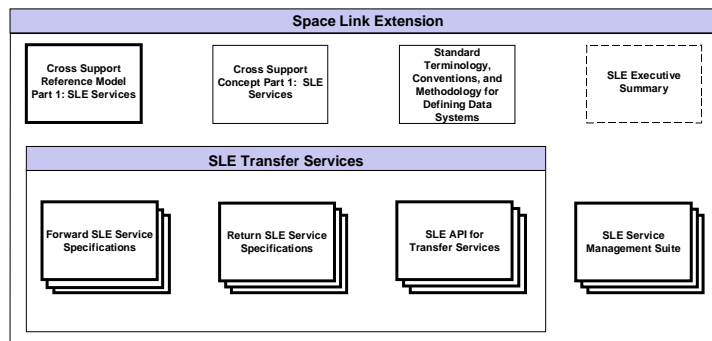 Space Link Extension
Cross Support
Reference Model
Part 1: SLE Services
Cross Support
Concept Part 1: SLE
Services
Standard
Terminology,
Conventions, and
Methodology for
Defining Data
Systems
SLE Executive
Summary
SLE Transfer Services
Forward SLE Service
Specifications
Return SLE Service
Specifications
SLE API for
Transfer Services
SLE Service
Management Suite